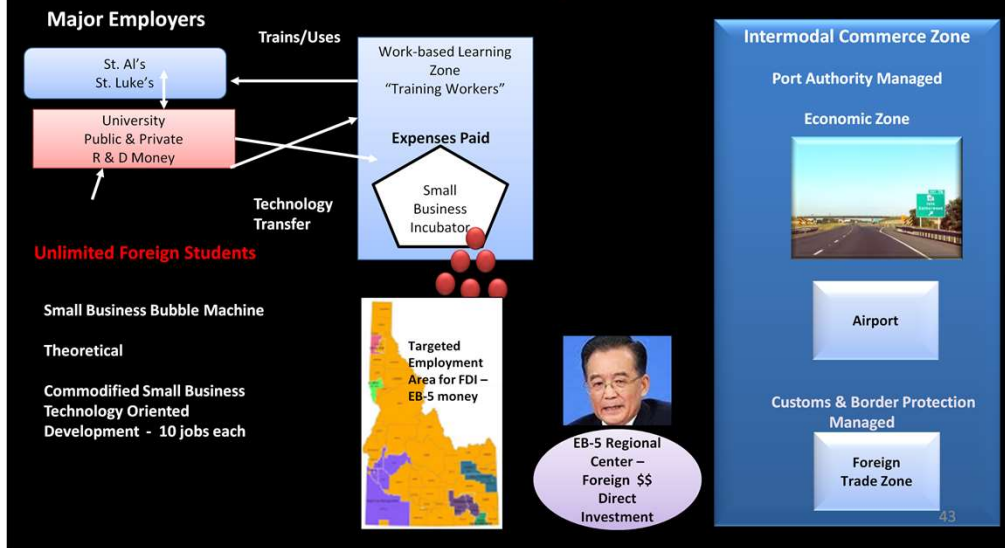 Major Employers
St. Al's
St. Luke's
University
Public & Private
R & D Money
Unlimited Foreign Students
Small Business Bubble Machine
Theoretical
Commodified Small Business
Technology Oriented
Development - 10 jobs each
Trains/Uses
Technology
Transfer
Work-based Learning
Zone
“Training Workers”
Expenses Paid
Small
Business
Incubator
Targeted
Employment
Area for FDI –
EB-5 money
EB-5 Regional
Center –
Foreign $$
Direct
Investment
Intermodal Commerce Zone
Port Authority Managed
Economic Zone
Airport
Customs & Border Protection
Managed
Foreign
Trade Zone
43